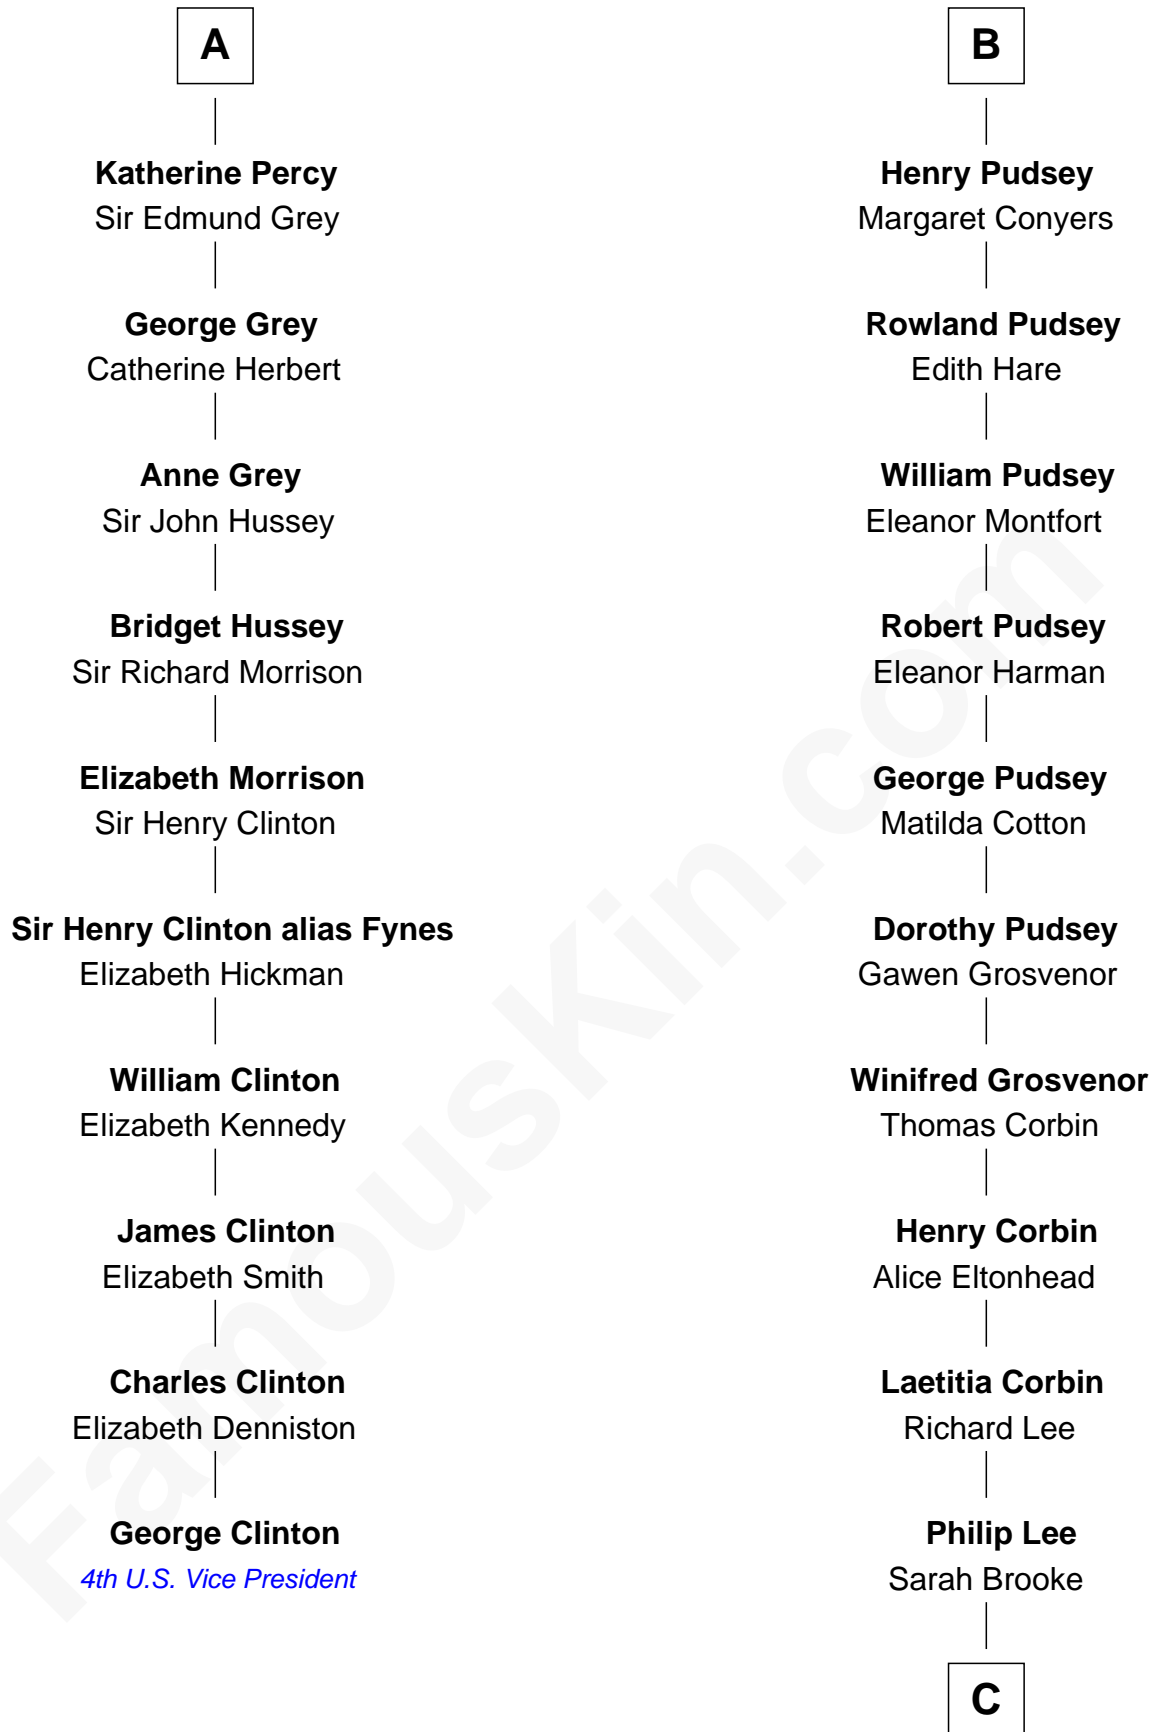 A
Katherine Percy
Sir Edmund Grey
George Grey
Catherine Herbert
Anne Grey
Sir John Hussey
Bridget Hussey
Sir Richard Morrison
Elizabeth Morrison
Sir Henry Clinton
Sir Henry Clinton alias Fynes
Elizabeth Hickman
William Clinton
Elizabeth Kennedy
James Clinton
Elizabeth Smith
Charles Clinton
Elizabeth Denniston
George Clinton
4th U.S. Vice President
B
Henry Pudsey
Margaret Conyers
Rowland Pudsey
Edith Hare
William Pudsey
Eleanor Montfort
Robert Pudsey
Eleanor Harman
George Pudsey
Matilda Cotton
Dorothy Pudsey
Gawen Grosvenor
Winifred Grosvenor
Thomas Corbin
Henry Corbin
Alice Eltonhead
Laetitia Corbin
Richard Lee
Philip Lee
Sarah Brooke
C
FamousKin.com